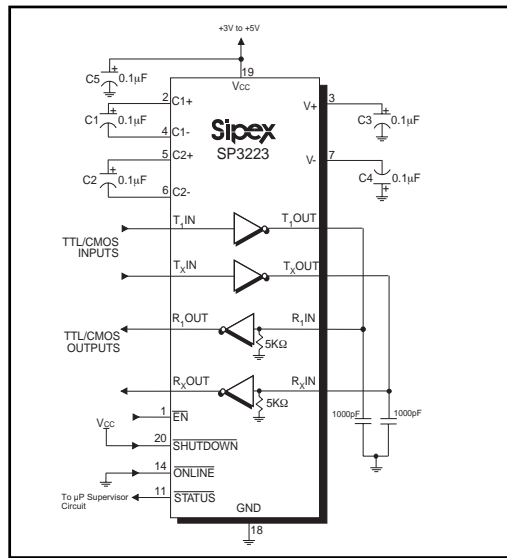 +3V to +5V
C5
0.1µF
19
VCC
2
C1+
V+
3
C1
0.1µF
C3
0.1µF
4
C1-
Sipex
SP3223
5
C2+
V-
7
C2
0.1µF
C4
0.1µF
6
C2-
T1IN
T1OUT
TTL/CMOS
INPUTS
TXIN
TXOUT
R1OUT
R1IN
TTL/CMOS
OUTPUTS
5KΩ
RXOUT
RXIN
5KΩ
1000pF
1000pF
1
EN
VCC
20
SHUTDOWN
14
ONLINE
To µP Supervisor
Circuit
11
STATUS
GND
18